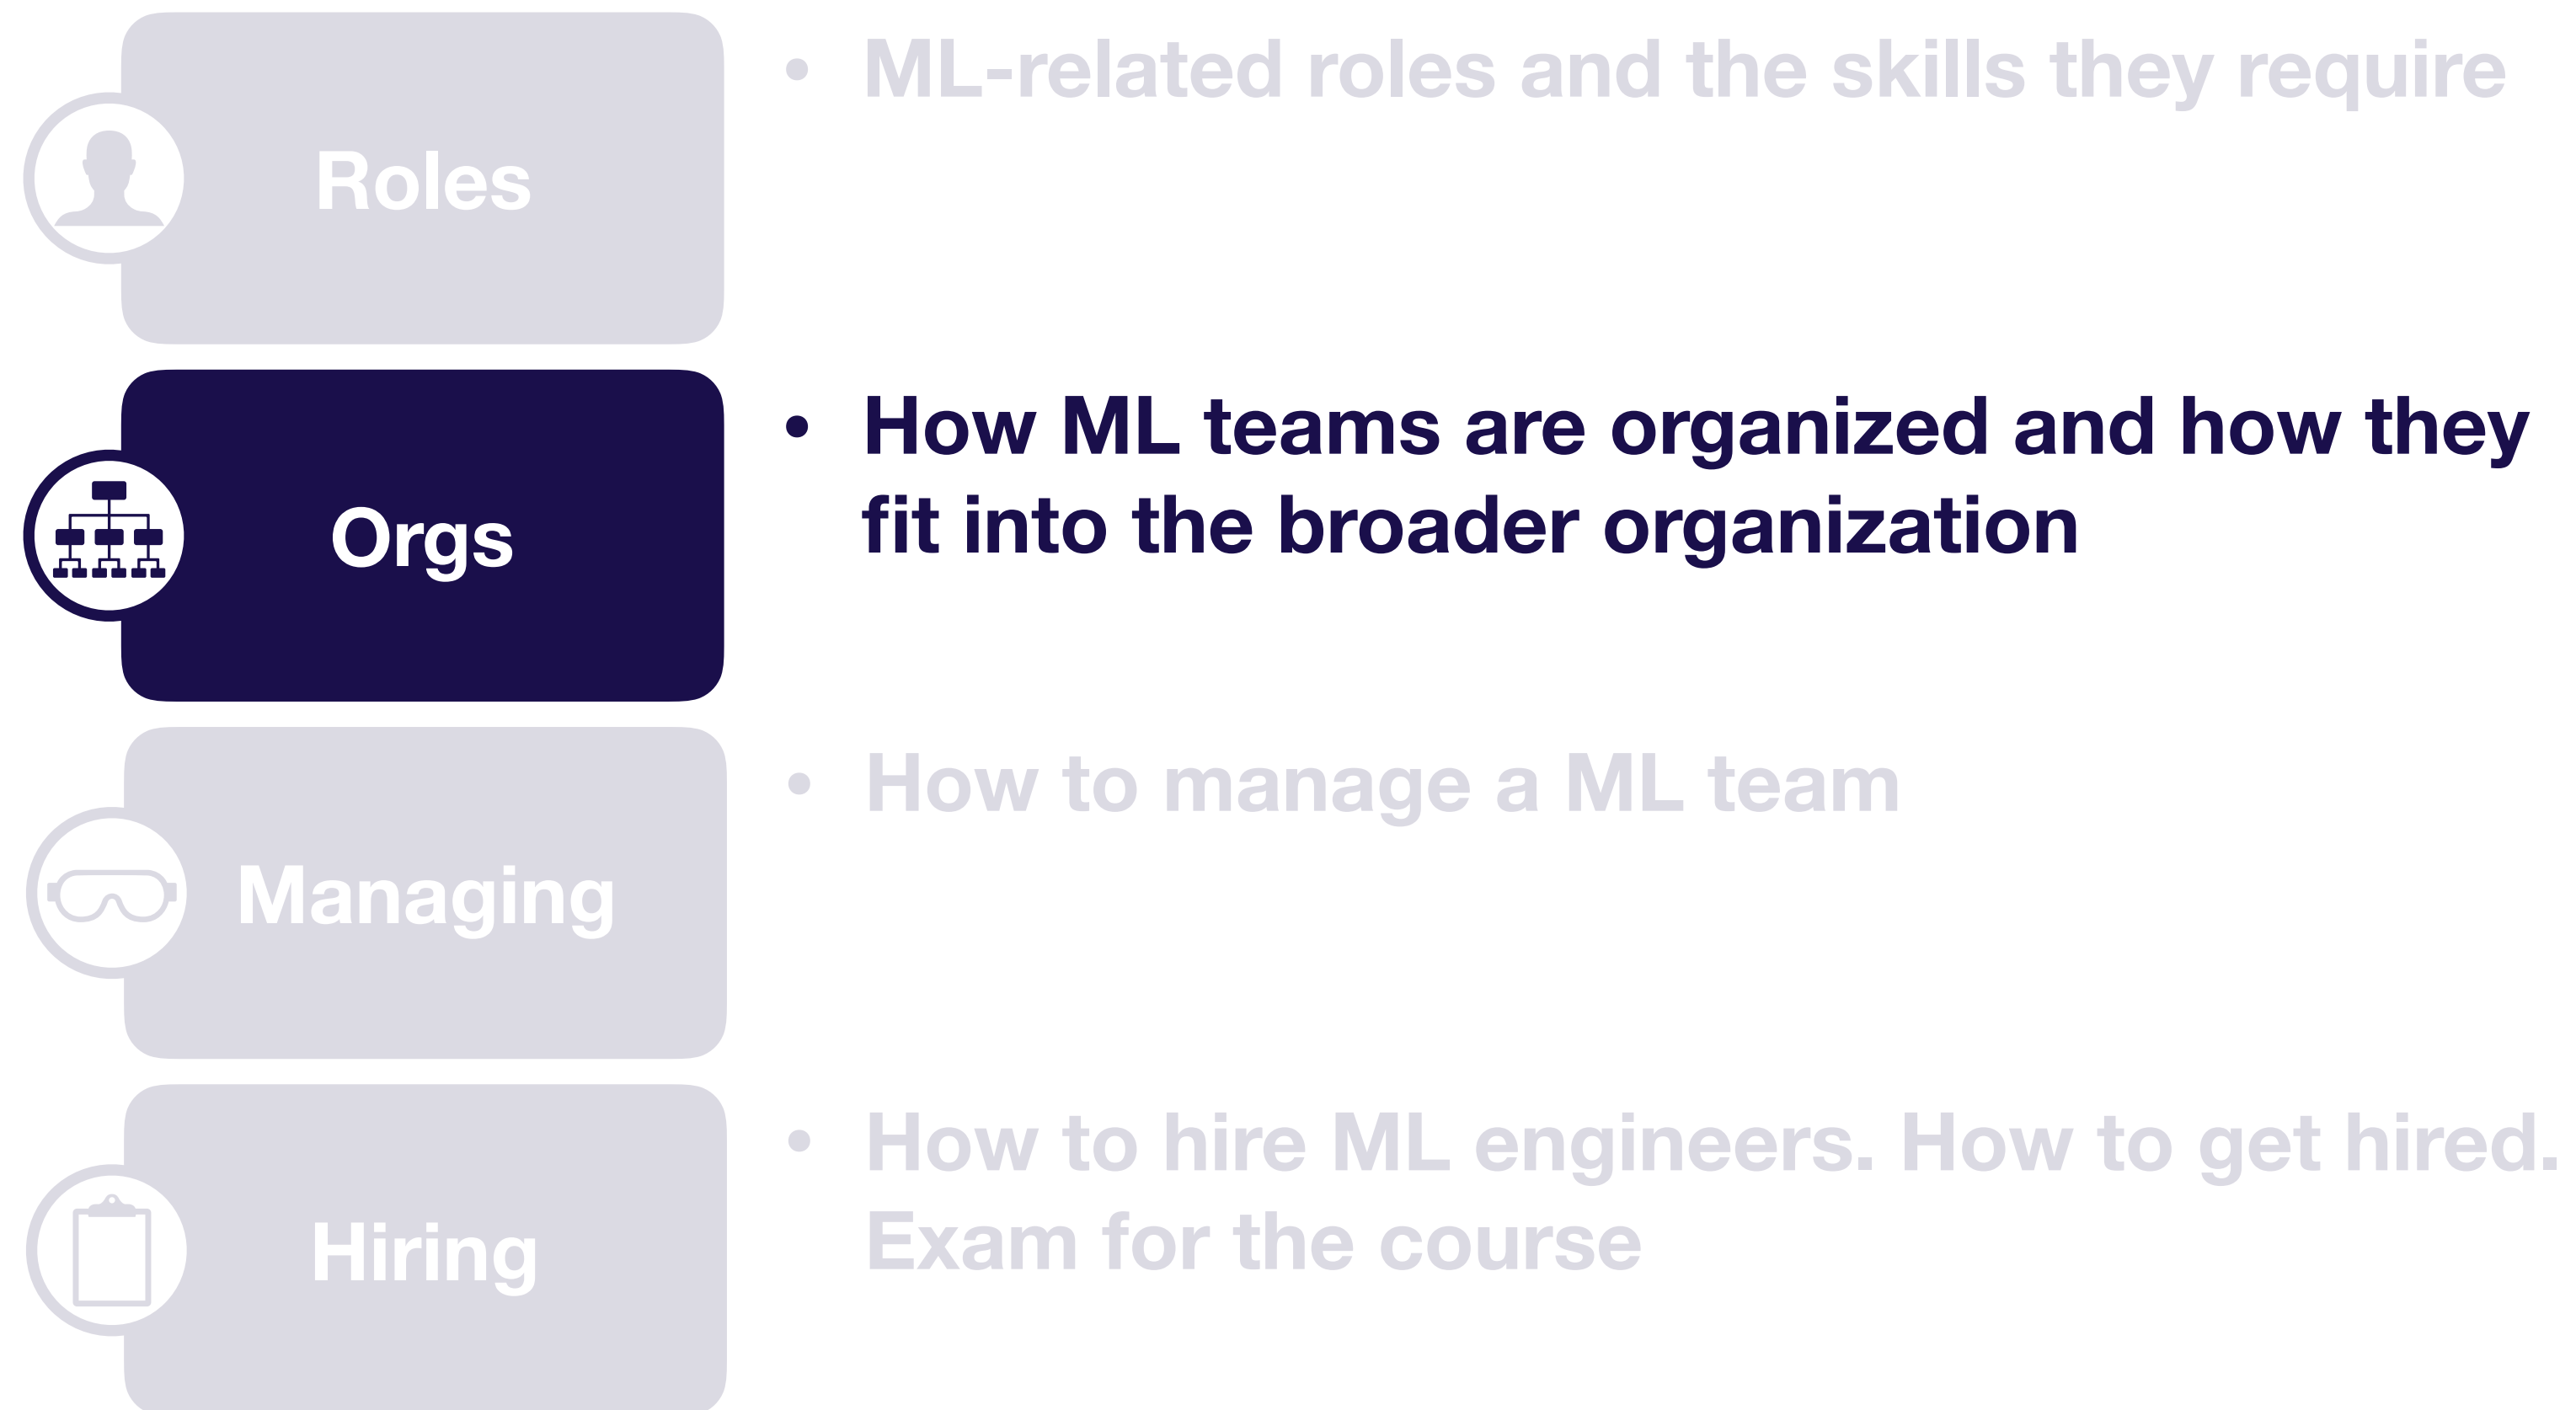 Roles
• ML-related roles and the skills they require
Orgs
• How ML teams are organized and how they
fit into the broader organization
Managing
• How to manage a ML team
Hiring
• How to hire ML engineers. How to get hired.
Exam for the course